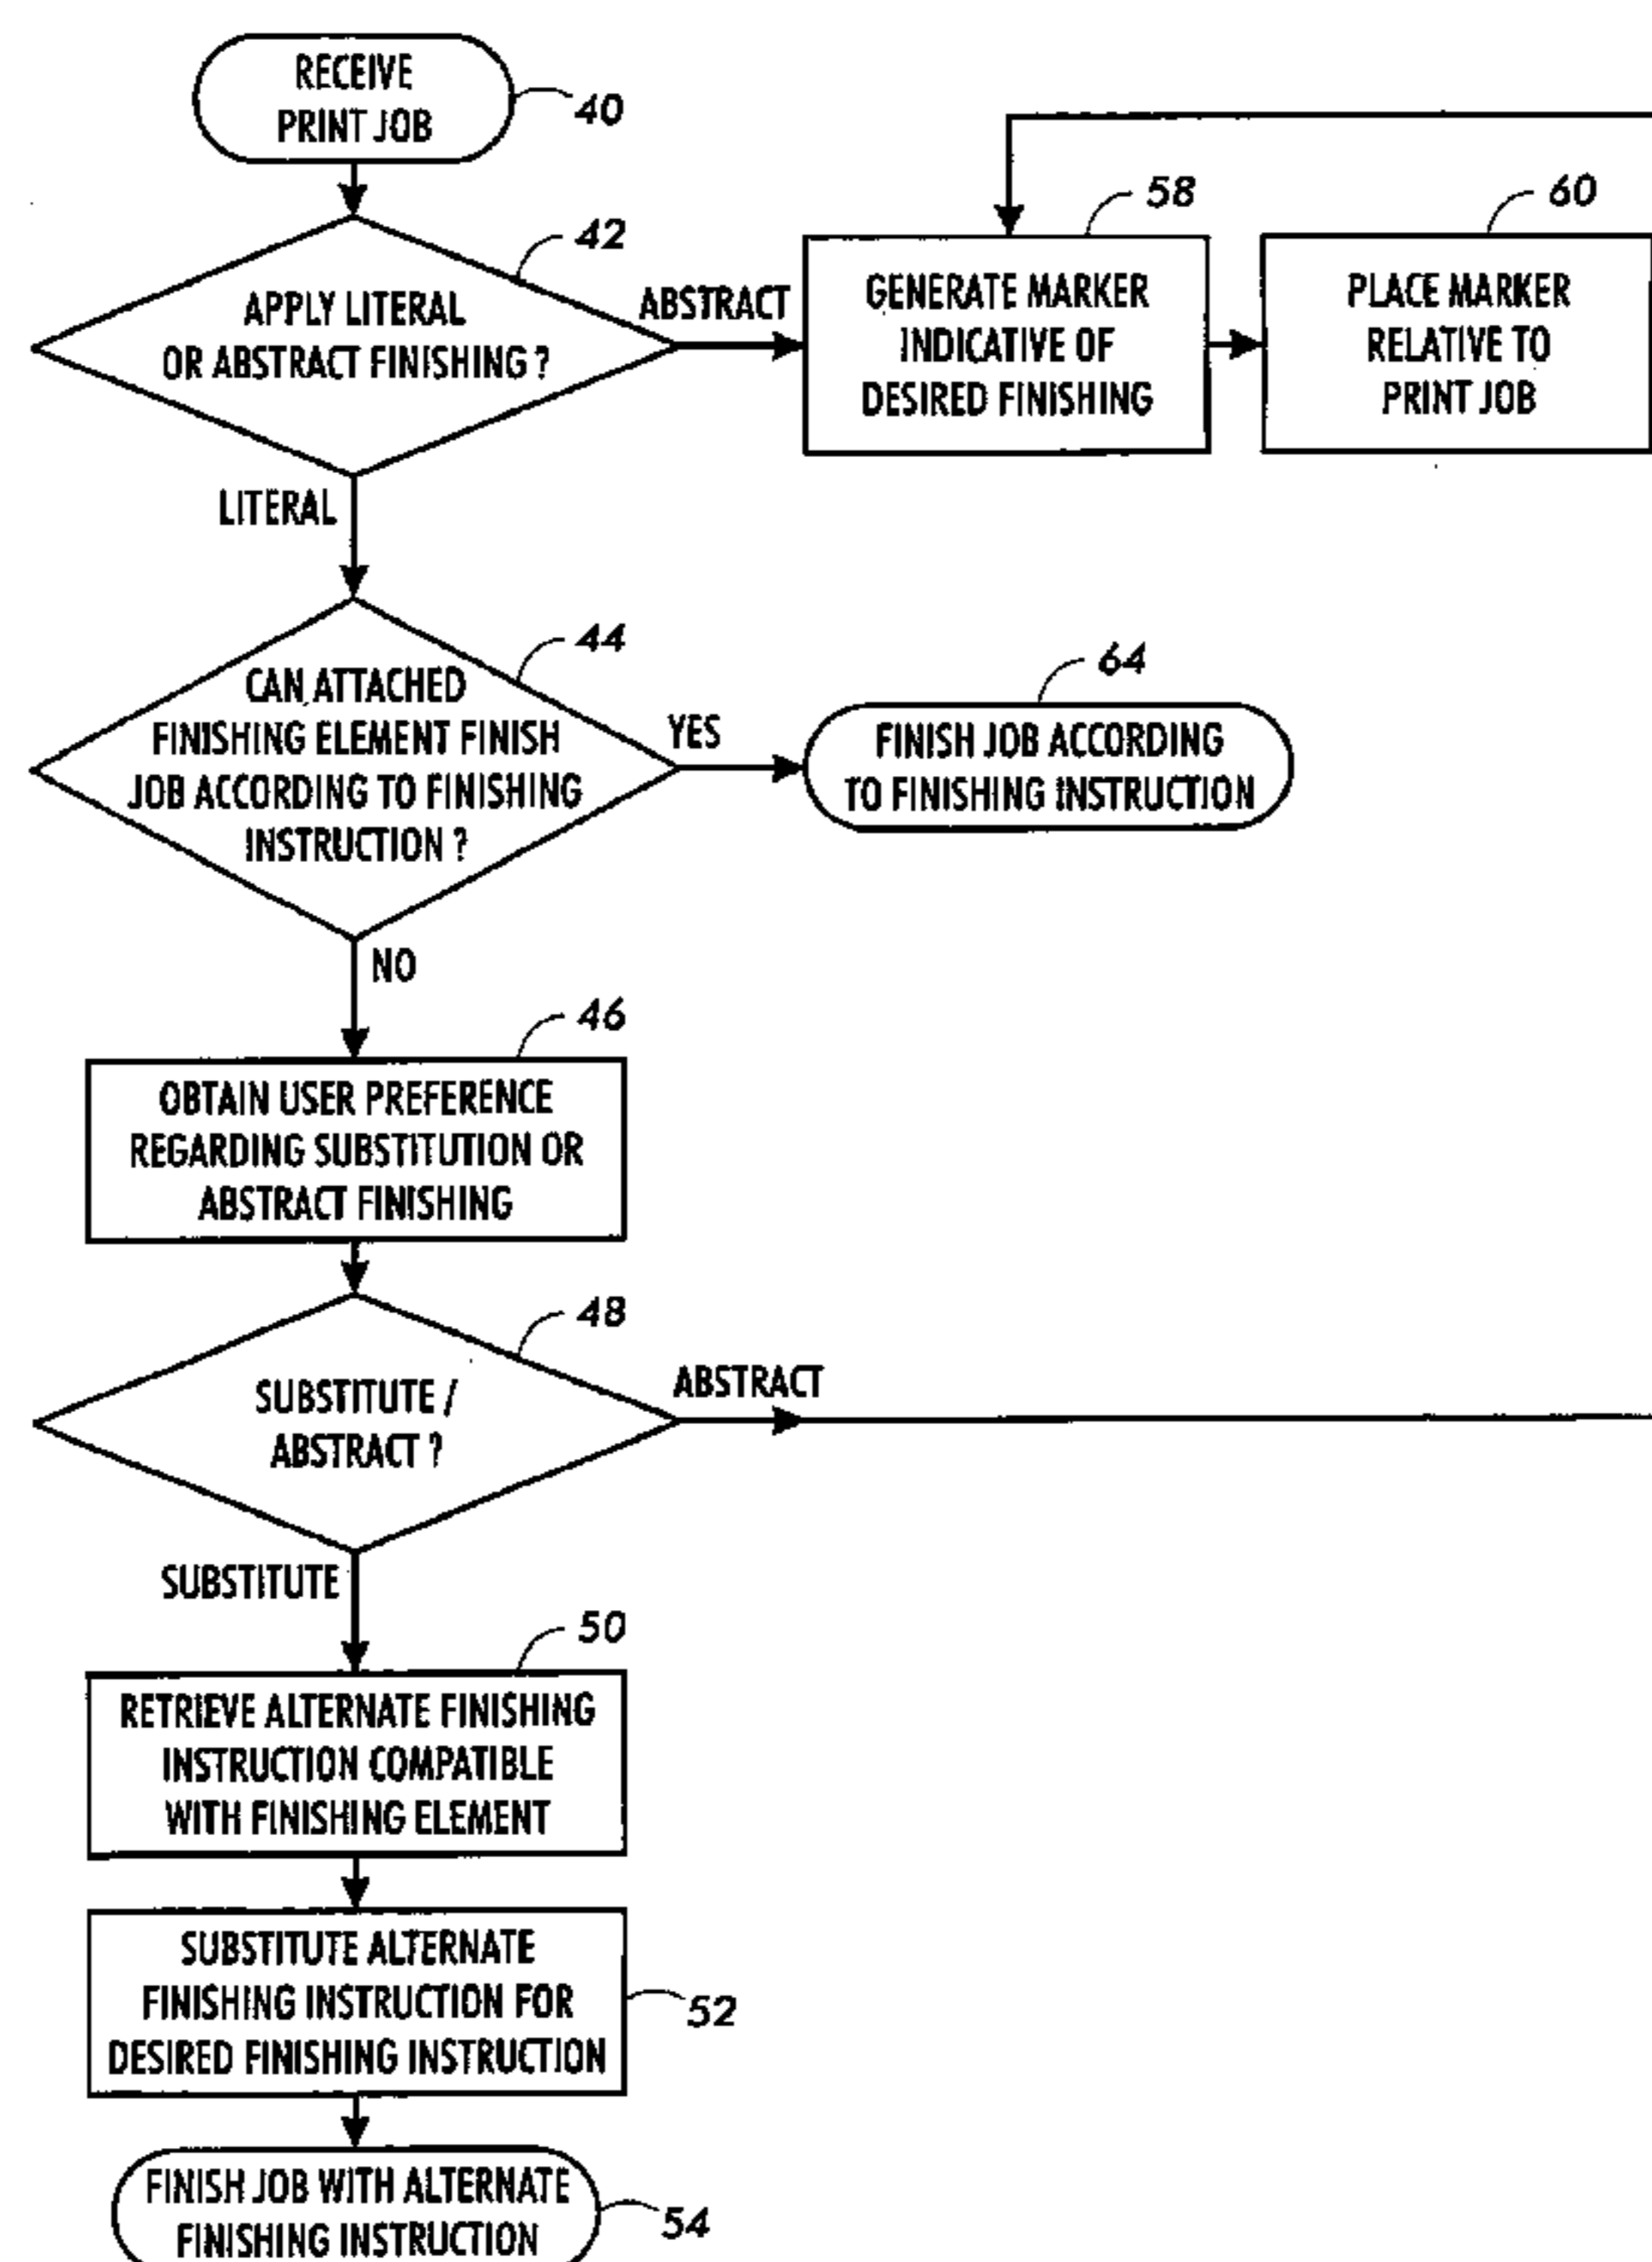 RECEIVE
PRINT JOB
40
42
APPLY LITERAL
OR ABSTRACT FINISHING ?
ABSTRACT
58
GENERATE MARKER
INDICATIVE OF
DESIRED FINISHING
60
PLACE MARKER
RELATIVE TO
PRINT JOB
LITERAL
44
CAN ATTACHED
FINISHING ELEMENT FINISH
JOB ACCORDING TO FINISHING
INSTRUCTION ?
YES
64
FINISH JOB ACCORDING
TO FINISHING INSTRUCTION
NO
46
OBTAIN USER PREFERENCE
REGARDING SUBSTITUTION OR
ABSTRACT FINISHING
48
SUBSTITUTE /
ABSTRACT ?
ABSTRACT
SUBSTITUTE
50
RETRIEVE ALTERNATE FINISHING
INSTRUCTION COMPATIBLE
WITH FINISHING ELEMENT
SUBSTITUTE ALTERNATE
FINISHING INSTRUCTION FOR
DESIRED FINISHING INSTRUCTION
52
FINISH JOB WITH ALTERNATE
FINISHING INSTRUCTION
54